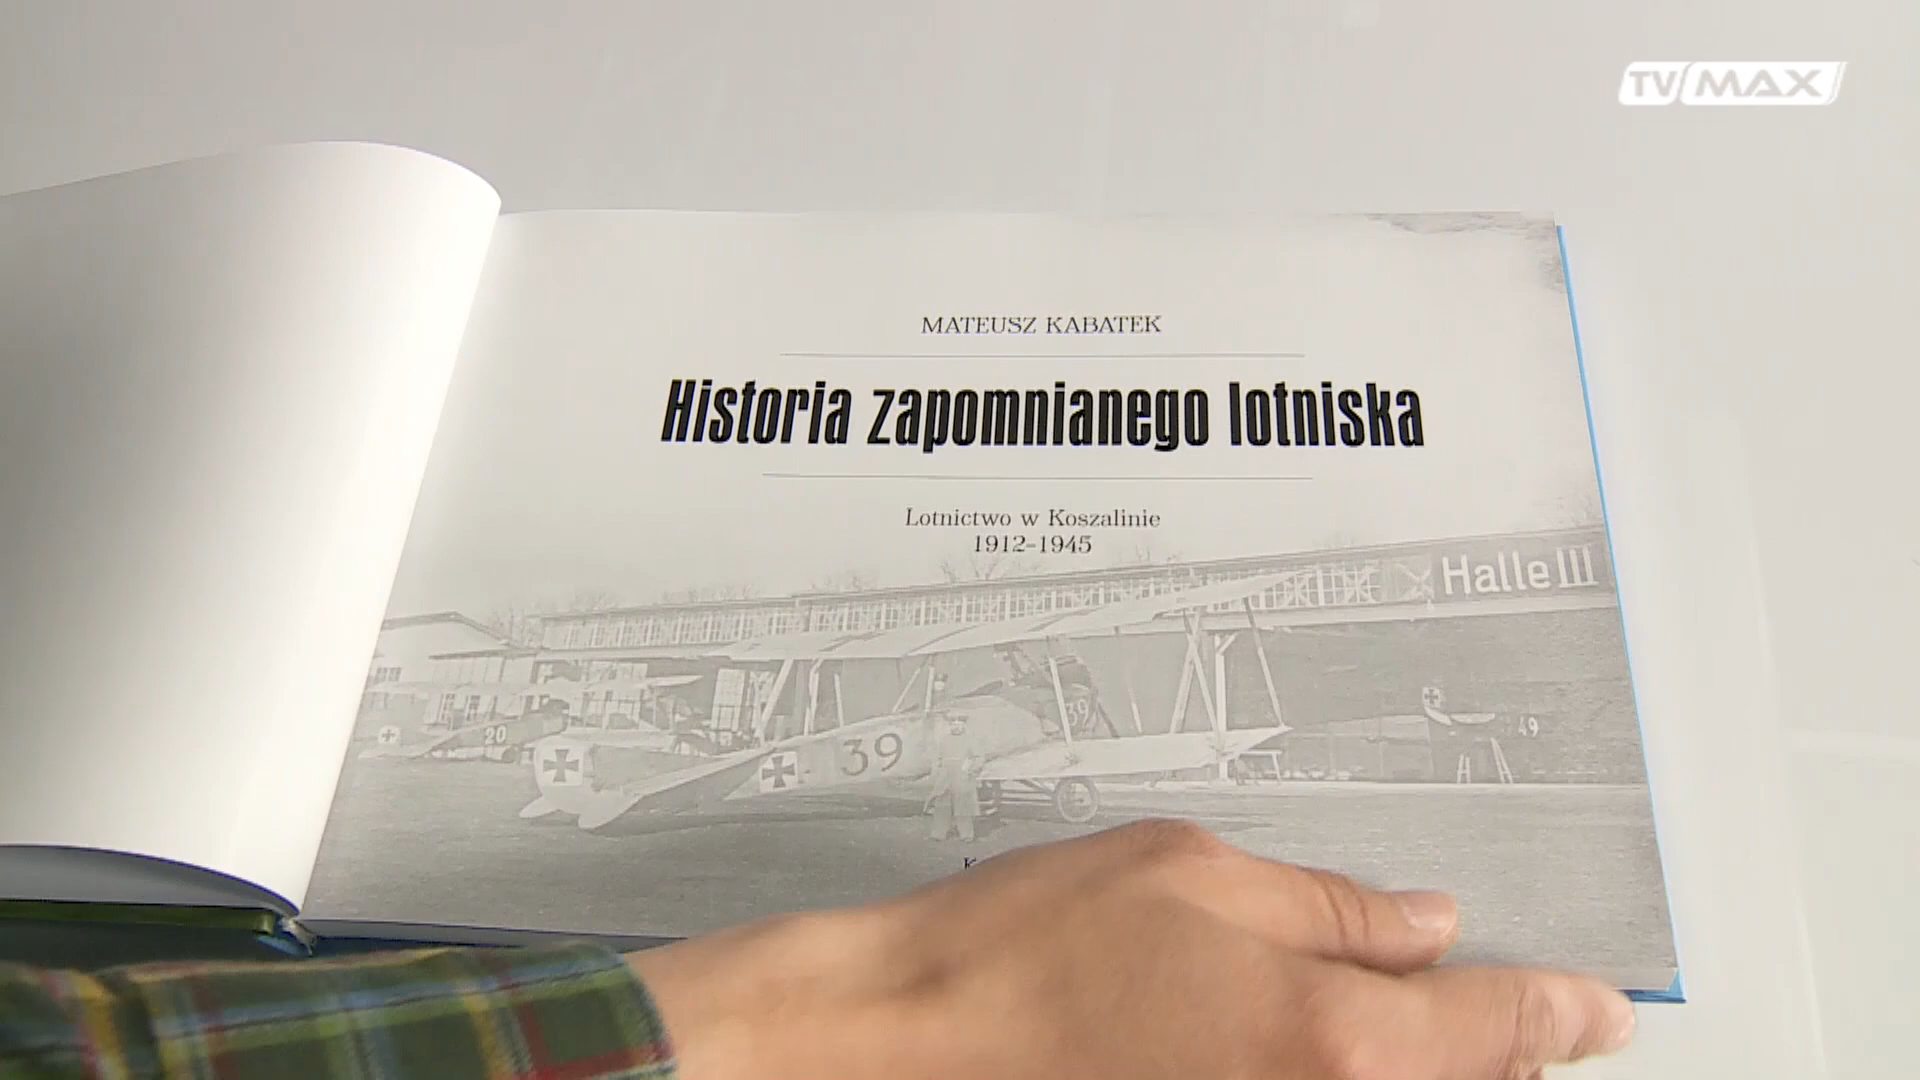 TV MAX
MATEUSZ KABATEK
Historia zapomnianego lotniska
Lotnictwo w Koszalinie
1912-1945
Halle III
39
39
20
49